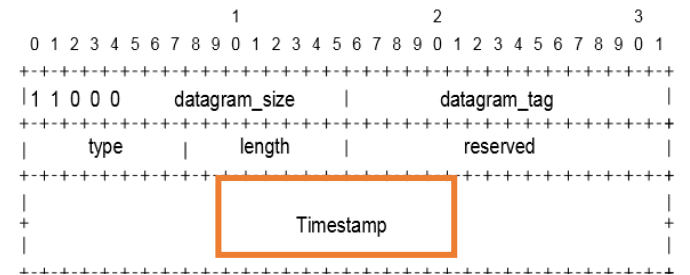 1 2 3
0 1 2 3 4 5 6 7 8 9 0 1 2 3 4 5 6 7 8 9 0 1 2 3 4 5 6 7 8 9 0 1
+-+-+-+-+-+-+-+-+-+-+-+-+-+-+-+-+-+-+-+-+-+-+-+-+-+-+-+-+-+-+-+-+
|1 1 0 0 0 datagram_size | datagram_tag |
+-+-+-+-+-+-+-+-+-+-+-+-+-+-+-+-+-+-+-+-+-+-+-+-+-+-+-+-+-+-+-+-+
| type | length | reserved |
+-+-+-+-+-+-+-+-+-+-+-+-+-+-+-+-+-+-+-+-+-+-+-+-+-+-+-+-+-+-+-+-+
| |
+ Timestamp +
| |
+-+-+-+-+-+-+-+-+-+-+-+-+-+-+-+-+-+-+-+-+-+-+-+-+-+-+-+-+-+-+-+-+